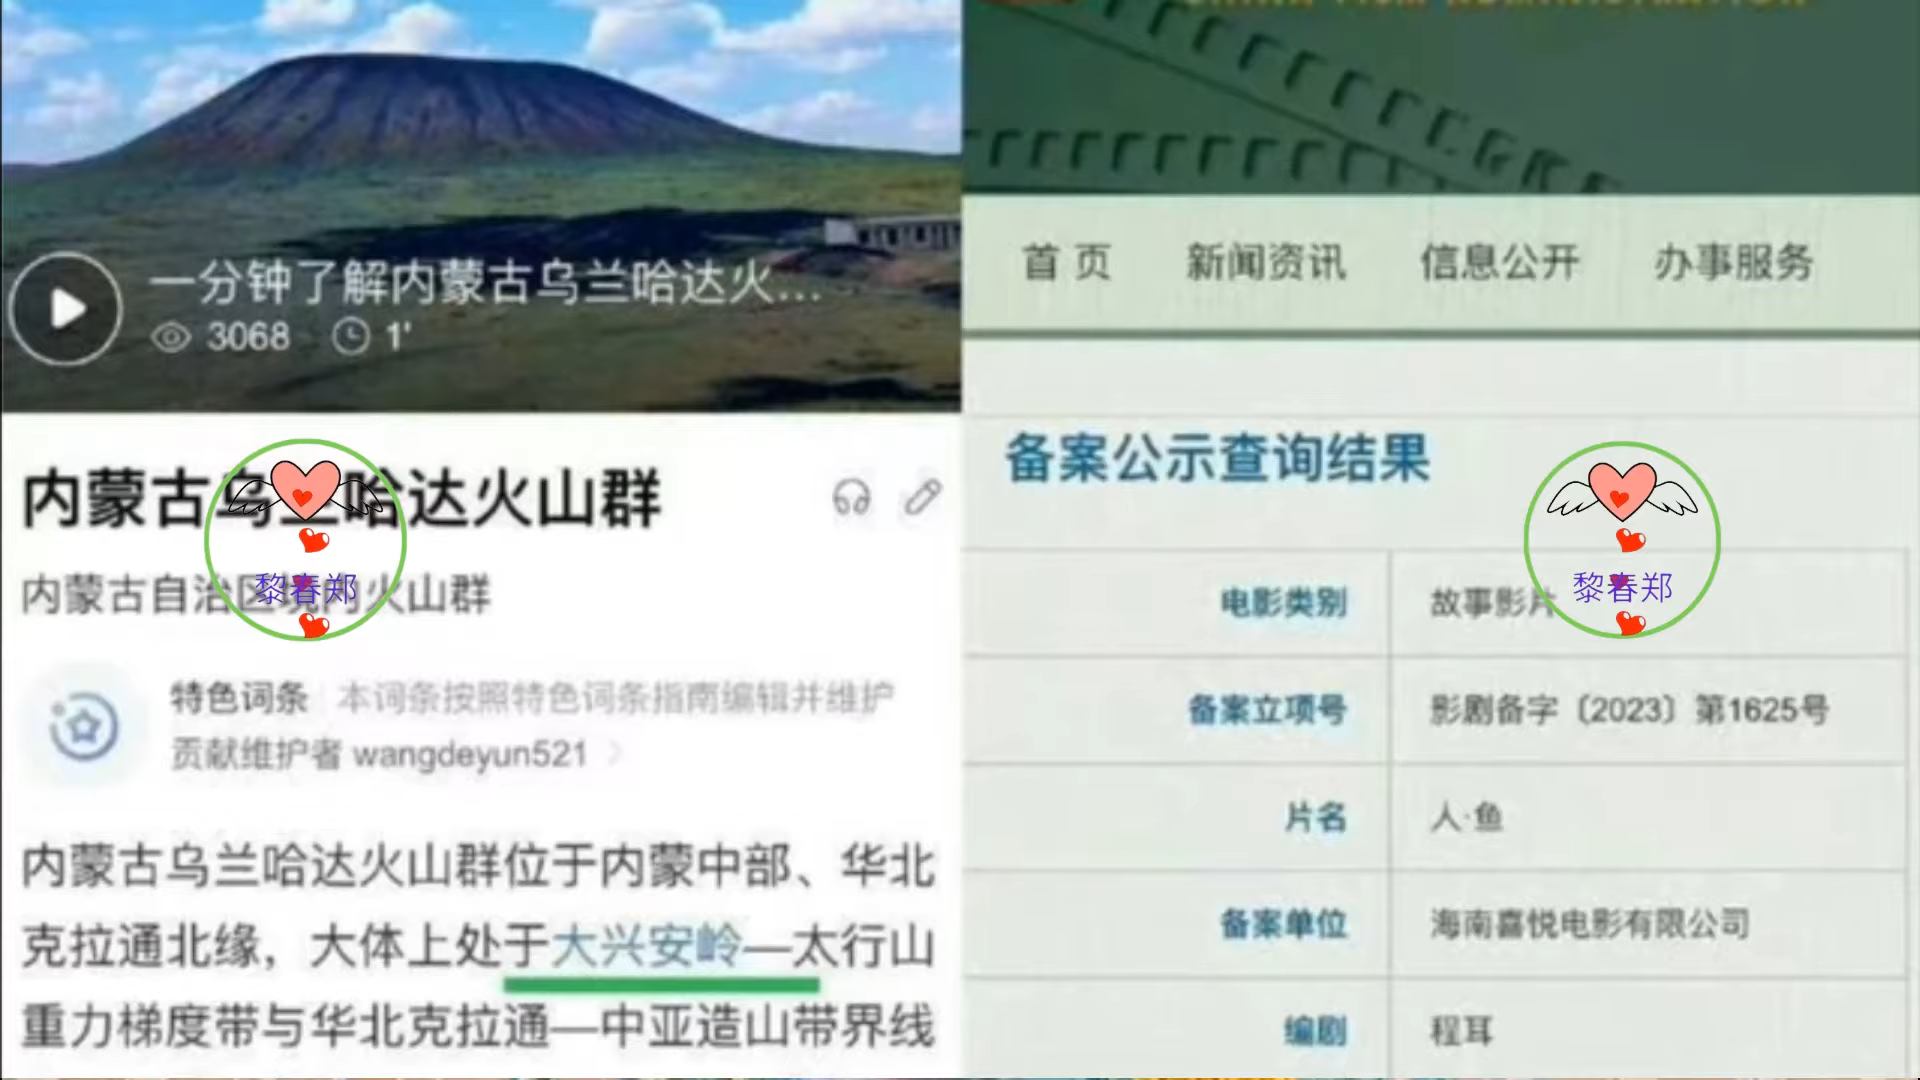 一分钟了解内蒙古乌兰哈达火...
3068 1'
内蒙古乌兰哈达火山群
内蒙古自治区境内火山群
黎春郑
特色词条 本词条按照特色词条指南编辑并维护
贡献维护者 wangdeyun521
内蒙古乌兰哈达火山群位于内蒙中部、华北
克拉通北缘，大体上处于大兴安岭—太行山
重力梯度带与华北克拉通—中亚造山带界线
首页 新闻资讯 信息公开 办事服务
备案公示查询结果
电影类别 故事影片
黎春郑
备案立项号 影剧备字〔2023〕第1625号
片名 人·鱼
备案单位 海南喜悦电影有限公司
编剧 程耳